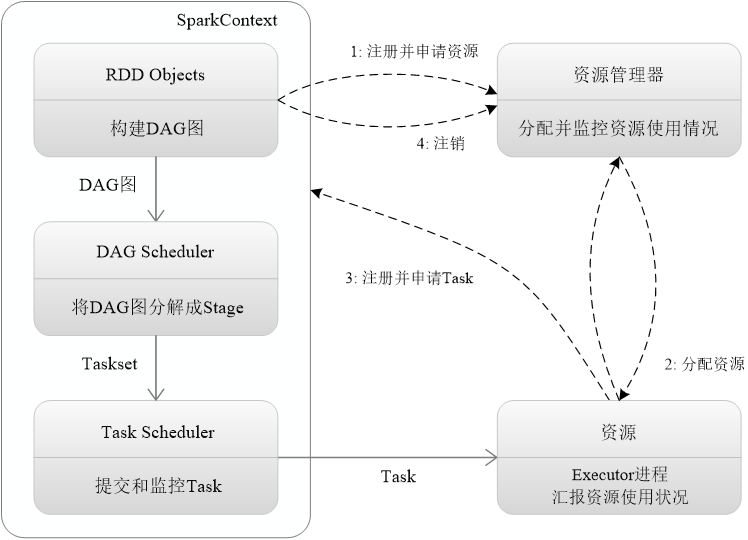 SparkContext
RDD Objects
构建DAG图
DAG图
DAG Scheduler
将DAG图分解成Stage
Taskset
Task Scheduler
提交和监控Task
1: 注册并申请资源
4: 注销
3: 注册并申请Task
Task
资源管理器
分配并监控资源使用情况
2: 分配资源
资源
Executor进程
汇报资源使用状况